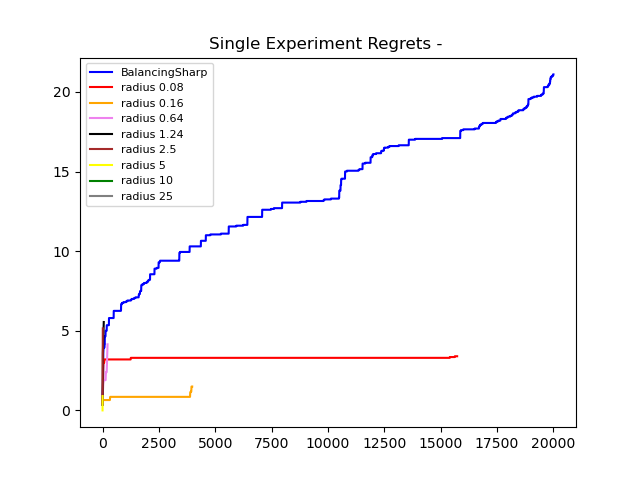 Single Experiment Regrets -
BalancingSharp
radius 0.08
radius 0.16
radius 0.64
radius 1.24
radius 2.5
radius 5
radius 10
radius 25
20
15
10
5
0
0 2500 5000 7500 10000 12500 15000 17500 20000